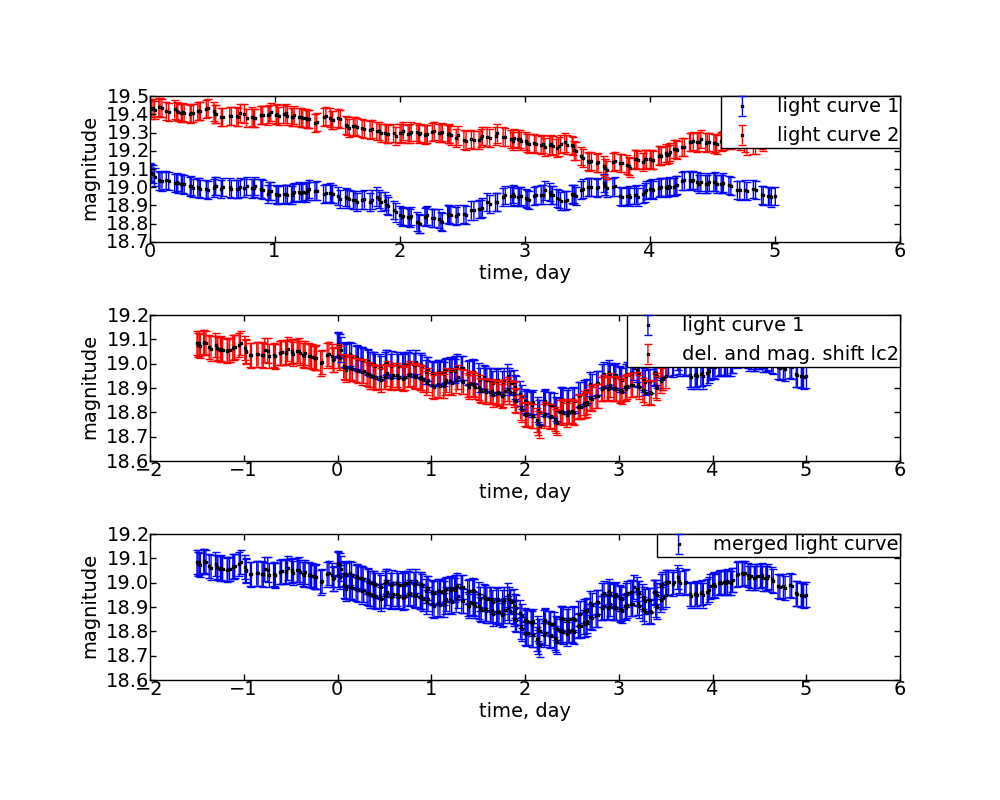 19.5
19.4
19.3
19.2
19.1
19.0
18.9
18.8
18.7
magnitude
light curve 1
light curve 2
0 1 2 3 4 5 6
time, day
19.2
19.1
19.0
18.9
18.8
18.7
18.6
magnitude
light curve 1
del. and mag. shift lc2
−2 −1 0 1 2 3 4 5 6
time, day
19.2
19.1
19.0
18.9
18.8
18.7
18.6
magnitude
merged light curve
−2 −1 0 1 2 3 4 5 6
time, day